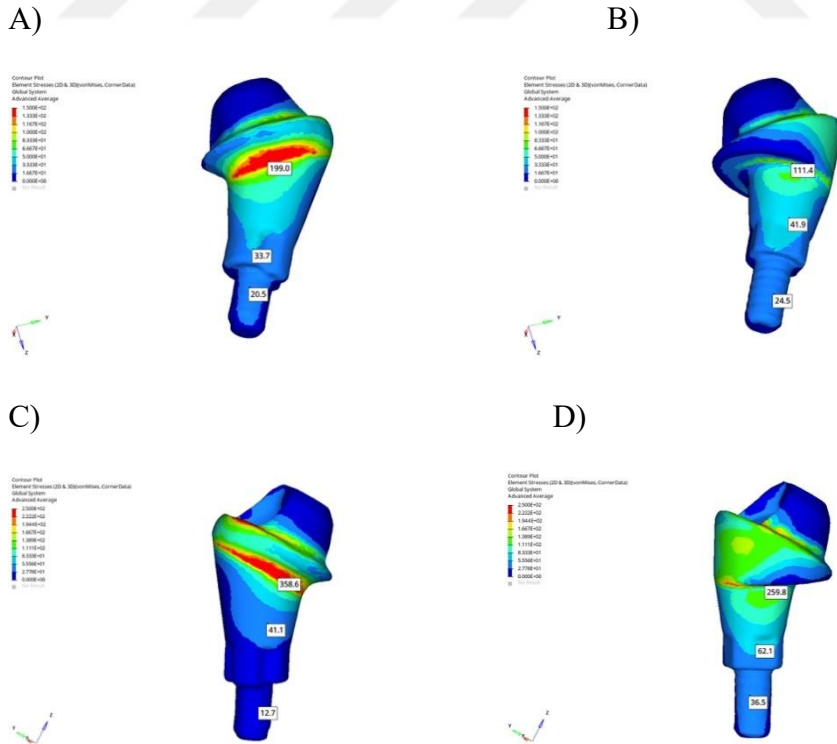 A)
B)
Contour Plot
Element Stresses (2D & 3D)(vonMises, CornerData)
Global System
Advanced Average
1.500E+02
1.333E+02
1.167E+02
1.000E+02
8.333E+01
6.667E+01
5.000E+01
3.333E+01
1.667E+01
0.000E+00
No Result
199.0
33.7
20.5
Y
X
Z
Contour Plot
Element Stresses (2D & 3D)(vonMises, CornerData)
Global System
Advanced Average
1.500E+02
1.333E+02
1.167E+02
1.000E+02
8.333E+01
6.667E+01
5.000E+01
3.333E+01
1.667E+01
0.000E+00
No Result
111.4
41.9
24.5
Y
X
Z
C)
D)
Contour Plot
Element Stresses (2D & 3D)(vonMises, CornerData)
Global System
Advanced Average
2.500E+02
2.222E+02
1.944E+02
1.667E+02
1.389E+02
1.111E+02
8.333E+01
5.556E+01
2.778E+01
0.000E+00
No Result
358.6
41.1
12.7
Y
Z
Contour Plot
Element Stresses (2D & 3D)(vonMises, CornerData)
Global System
Advanced Average
2.500E+02
2.222E+02
1.944E+02
1.667E+02
1.389E+02
1.111E+02
8.333E+01
5.556E+01
2.778E+01
0.000E+00
No Result
259.8
62.1
36.5
Y
Z